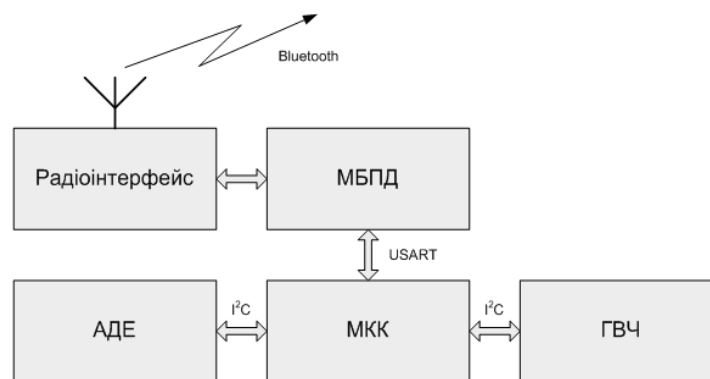 Bluetooth
Радіоінтерфейс
МБПД
USART
АДЕ
I²C
МКК
I²C
ГВЧ